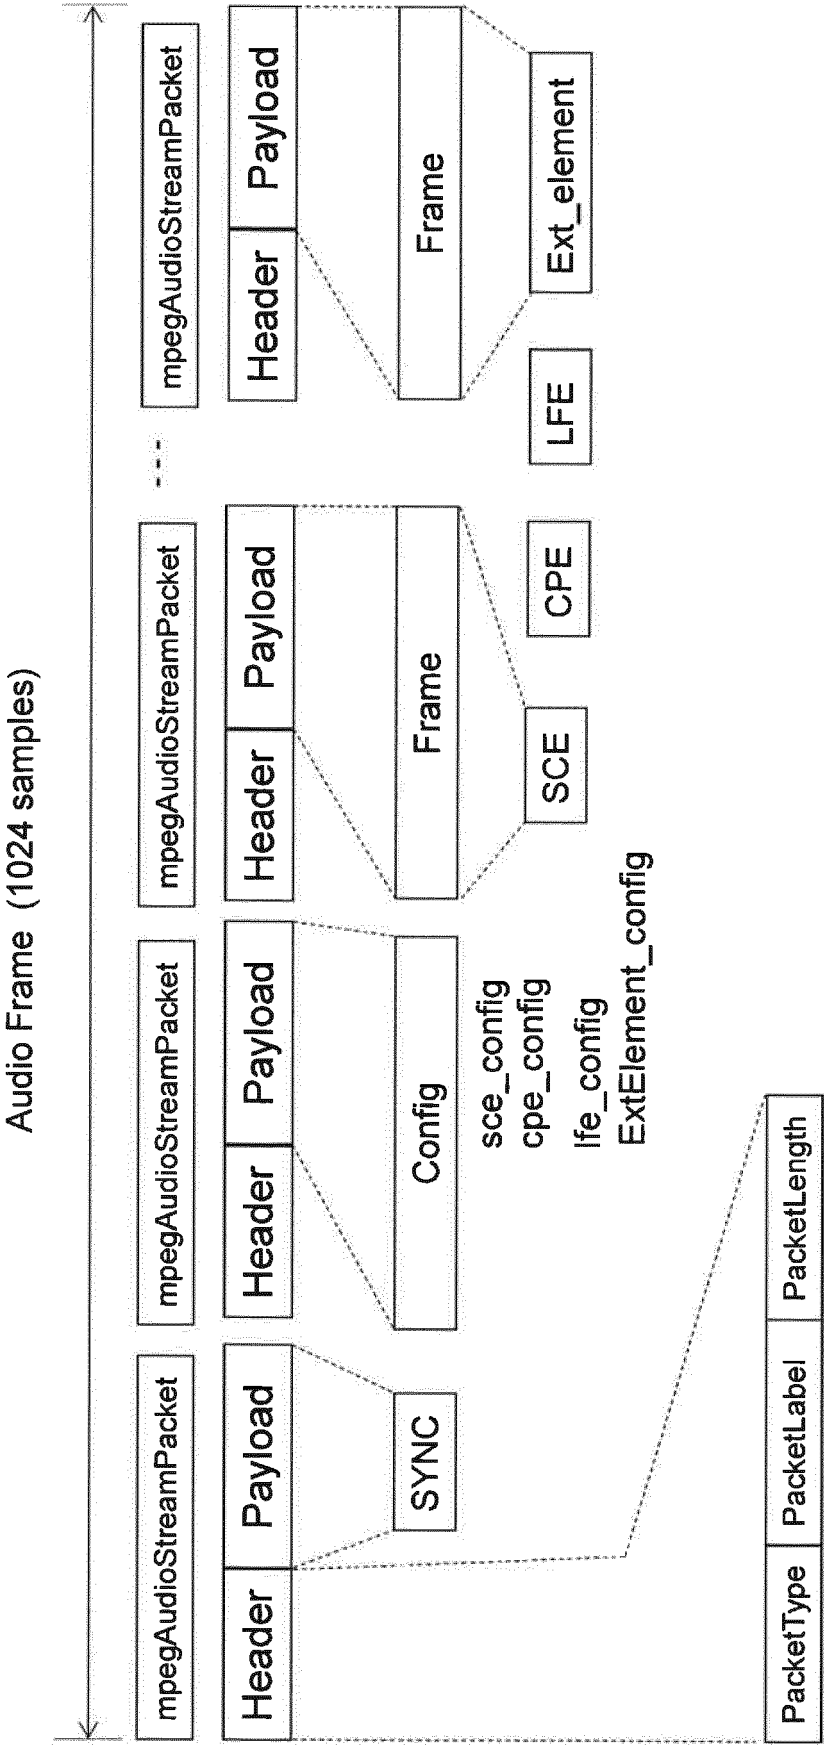 Audio Frame (1024 samples)
mpegAudioStreamPacket
mpegAudioStreamPacket
mpegAudioStreamPacket
- - -
mpegAudioStreamPacket
Header
Payload
Header
Payload
Header
Payload
Header
Payload
SYNC
Config
Frame
Frame
sce_config
cpe_config
lfe_config
ExtElement_config
SCE
CPE
LFE
Ext_element
PacketType
PacketLabel
PacketLength